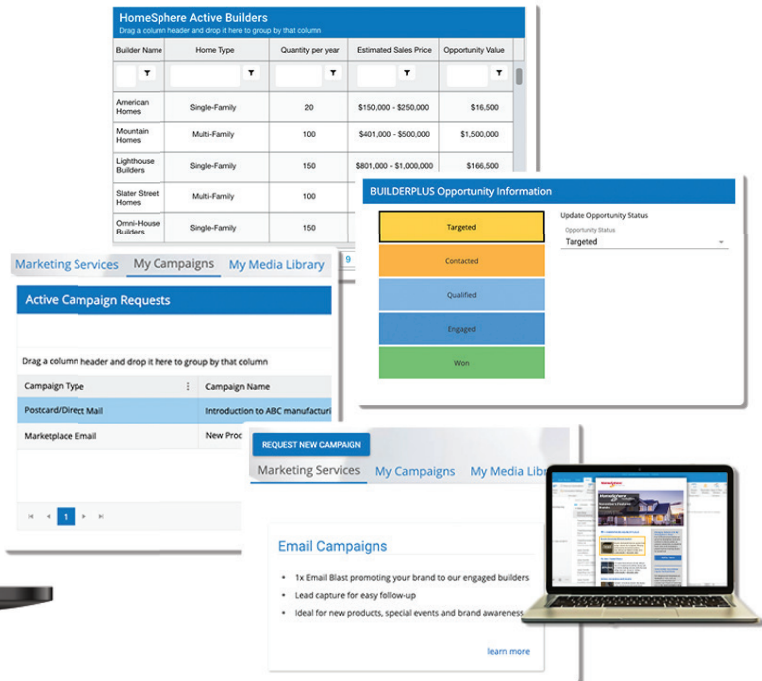 HomeSphere Active Builders
Drag a column header and drop it here to group by that column
Builder Name Home Type Quantity per year Estimated Sales Price Opportunity Value
American Homes Single-Family 20 $150,000 - $250,000 $16,500
Mountain Homes Multi-Family 100 $401,000 - $500,000 $1,500,000
Lighthouse Builders Single-Family 150 $801,000 - $1,000,000 $166,500
Slater Street Homes Multi-Family 100
Omni-House Builders Single-Family 150
9
BUILDERPLUS Opportunity Information
Targeted
Contacted
Qualified
Engaged
Won
Update Opportunity Status
Opportunity Status
Targeted
Marketing Services My Campaigns My Media Library
Active Campaign Requests
Drag a column header and drop it here to group by that column
Campaign Type Campaign Name
Postcard/Direct Mail Introduction to ABC manufacturi
Marketplace Email New Proc
1
REQUEST NEW CAMPAIGN
Marketing Services My Campaigns My Media Libr
Email Campaigns
• 1x Email Blast promoting your brand to our engaged builders
• Lead capture for easy follow-up
• Ideal for new products, special events and brand awareness
learn more
HomeSphere